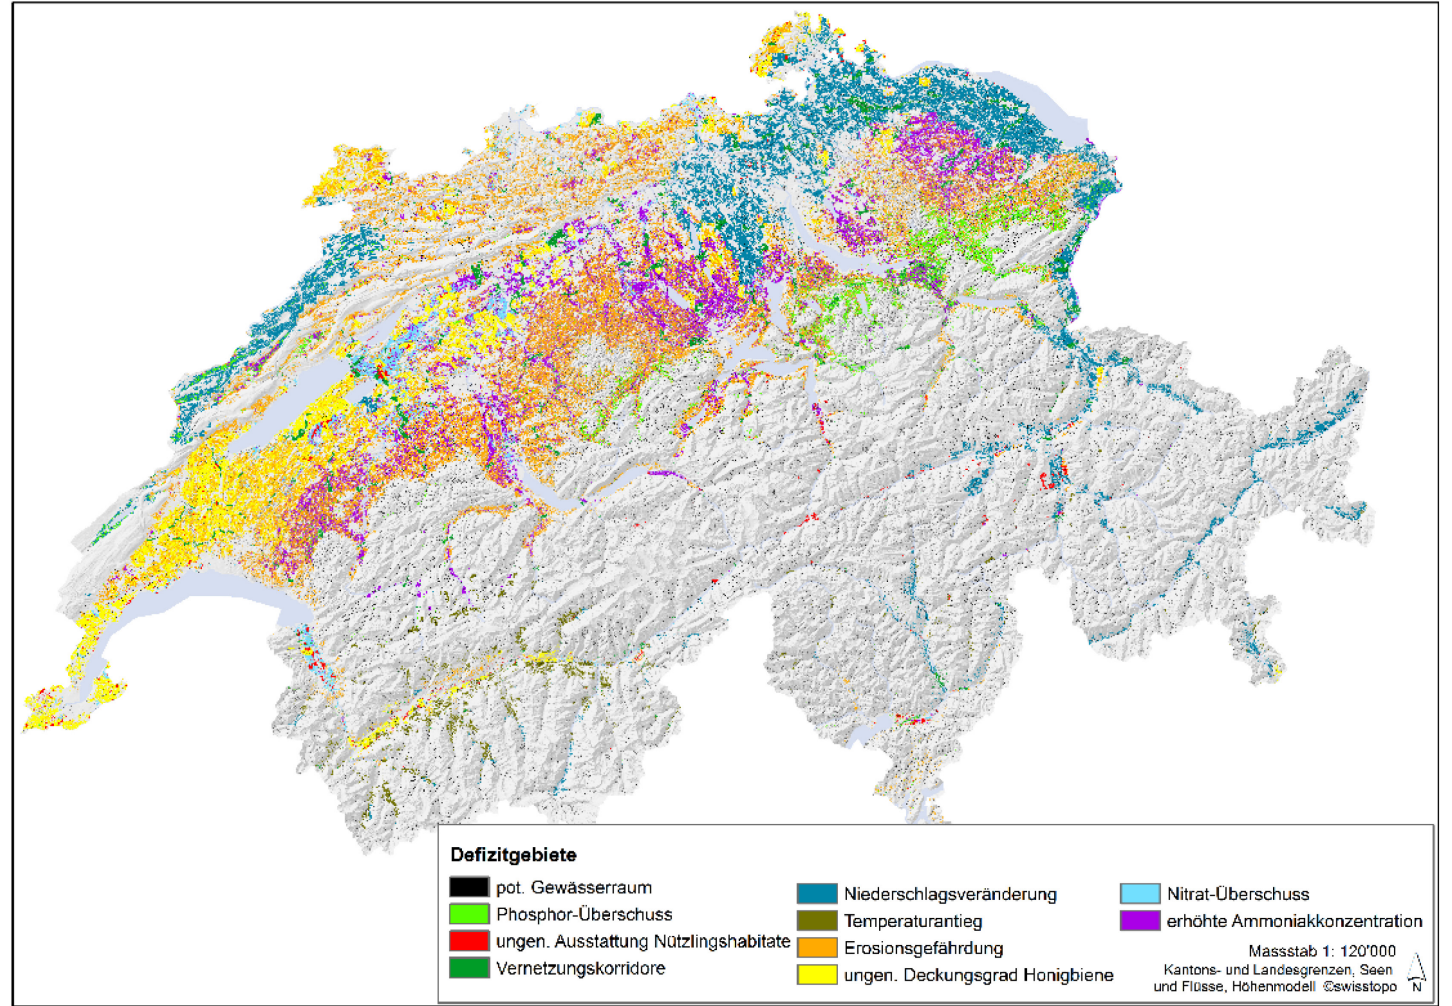 Defizitgebiete
pot. Gewässerraum
Phosphor-Überschuss
ungen. Ausstattung Nützlingshabitate
Vernetzungskorridore
Niederschlagsveränderung
Temperaturantieg
Erosionsgefährdung
ungen. Deckungsgrad Honigbiene
Nitrat-Überschuss
erhöhte Ammoniakkonzentration
Massstab 1: 120'000
Kantons- und Landesgrenzen, Seen
und Flüsse, Höhenmodell ©swisstopo
N